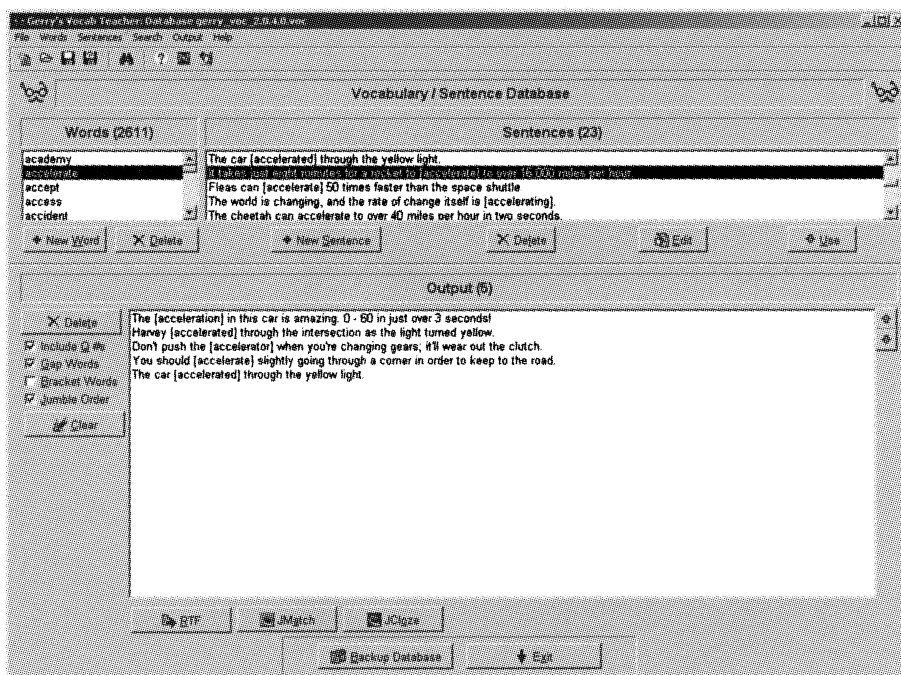 Gerry's Vocab Teacher: Database gerry_voc_2.0.4.0.voc
File Words Sentences Search Output Help
Vocabulary / Sentence Database
Words (2611)
Sentences (23)
academy
accelerate
accept
access
accident
The car [accelerated] through the yellow light.
it takes just eight minutes for a rocket to [accelerate] to over 16,000 miles per hour.
Fleas can [accelerate] 50 times faster than the space shuttle
The world is changing, and the rate of change itself is [accelerating].
The cheetah can accelerate to over 40 miles per hour in two seconds.
New Word
Delete
New Sentence
Delete
Edit
Use
Output (5)
Delete
Include Q #s
Gap Words
Bracket Words
Jumble Order
Clear
The [acceleration] in this car is amazing. 0 - 60 in just over 3 seconds!
Harvey [accelerated] through the intersection as the light turned yellow.
Don't push the [accelerator] when you're changing gears; it'll wear out the clutch.
You should [accelerate] slightly going through a corner in order to keep to the road.
The car [accelerated] through the yellow light.
RTF
JMatch
JCloze
Backup Database
Exit